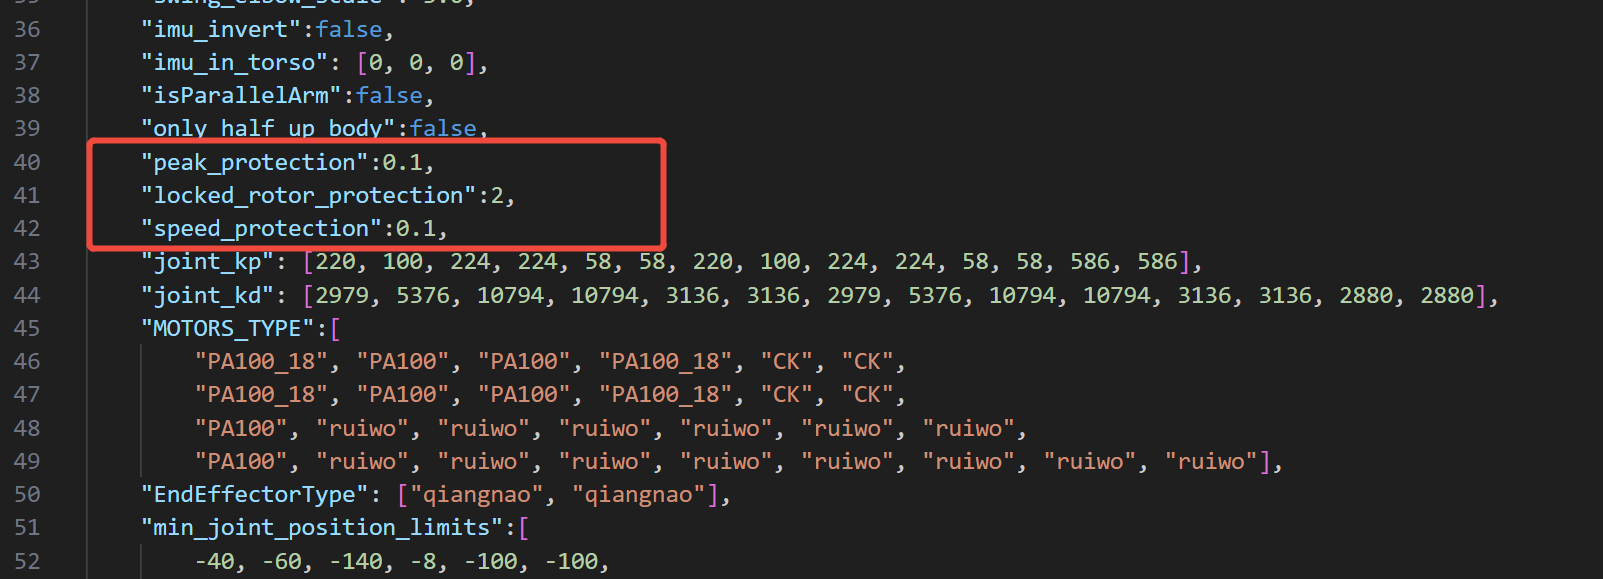 36 "imu_invert":false,
37 "imu_in_torso": [0, 0, 0],
38 "isParallelArm":false,
39 "only_half_up_body":false,
40 "peak_protection":0.1,
41 "locked_rotor_protection":2,
42 "speed_protection":0.1,
43 "joint_kp": [220, 100, 224, 224, 58, 58, 220, 100, 224, 224, 58, 58, 586, 586],
44 "joint_kd": [2979, 5376, 10794, 10794, 3136, 3136, 2979, 5376, 10794, 10794, 3136, 3136, 2880, 2880],
45 "MOTORS_TYPE":[
46 "PA100_18", "PA100", "PA100", "PA100_18", "CK", "CK",
47 "PA100_18", "PA100", "PA100", "PA100_18", "CK", "CK",
48 "PA100", "ruiwo", "ruiwo", "ruiwo", "ruiwo", "ruiwo", "ruiwo",
49 "PA100", "ruiwo", "ruiwo", "ruiwo", "ruiwo", "ruiwo", "ruiwo", "ruiwo", "ruiwo"],
50 "EndEffectorType": ["qiangnao", "qiangnao"],
51 "min_joint_position_limits":[
52 -40, -60, -140, -8, -100, -100,